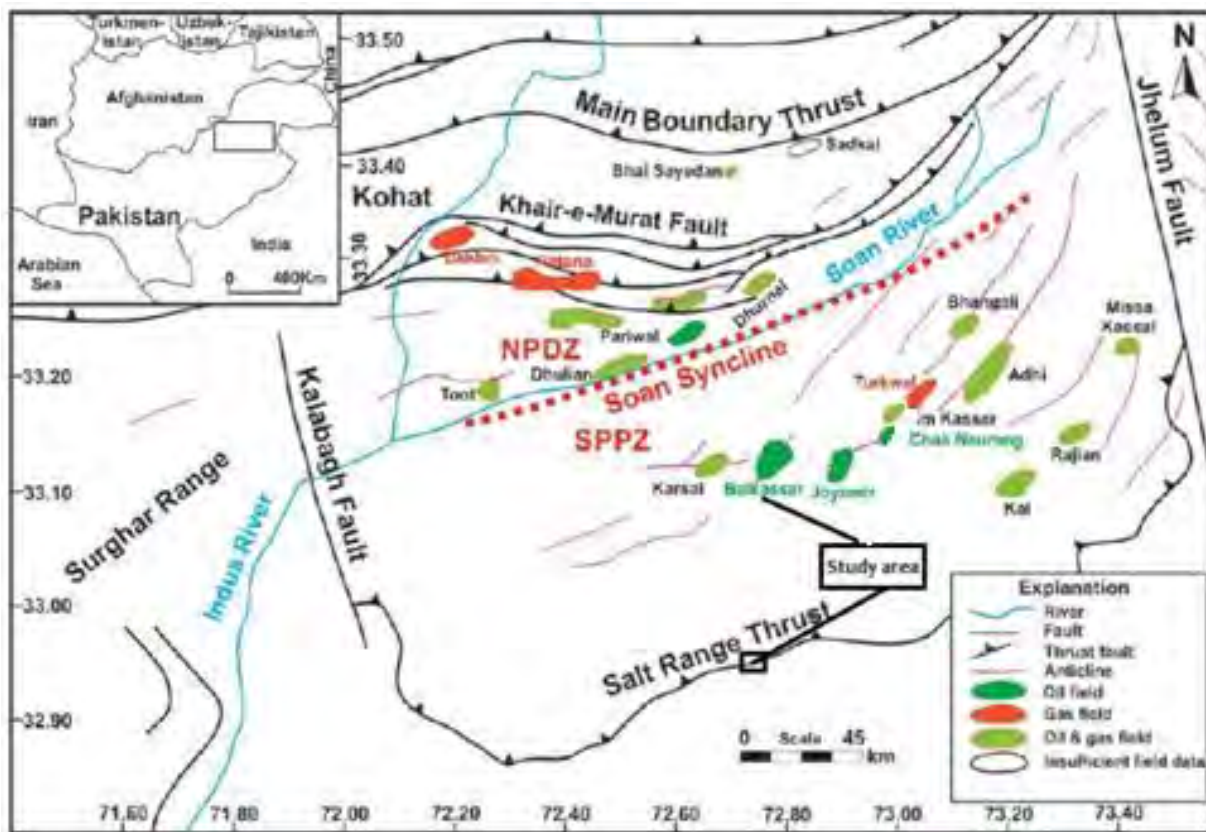 Turkmen-
istan
Uzbek-
istan
Tajikistan
China
Afghanistan
Iran
Pakistan
India
Arabian
Sea
0 400Km
N
33.50
33.40
33.20
33.10
33.00
32.90
Main Boundary Thrust
Jhelum Fault
Sadkal
Bhal Sayadan
Kohat
Khair-e-Murat Fault
Soan River
Dhurnal
Pariwal
NPDZ
Dhulian
Soan Syncline
Toot
SPPZ
Bhangali
Missa
Kassal
Adhi
Turkwal
Im Kassar
Chak Naurang
Rajian
Karsal
Balkassar
Joyamir
Kal
Kalabagh Fault
Surghar Range
Indus River
Study area
Salt Range Thrust
0 Scale 45
km
Explanation
River
Fault
Thrust fault
Anticline
Oil field
Gas field
Oil & gas field
Insufficient field data
71.60 71.80 72.00 72.20 72.40 72.60 72.80 73.00 73.20 73.40